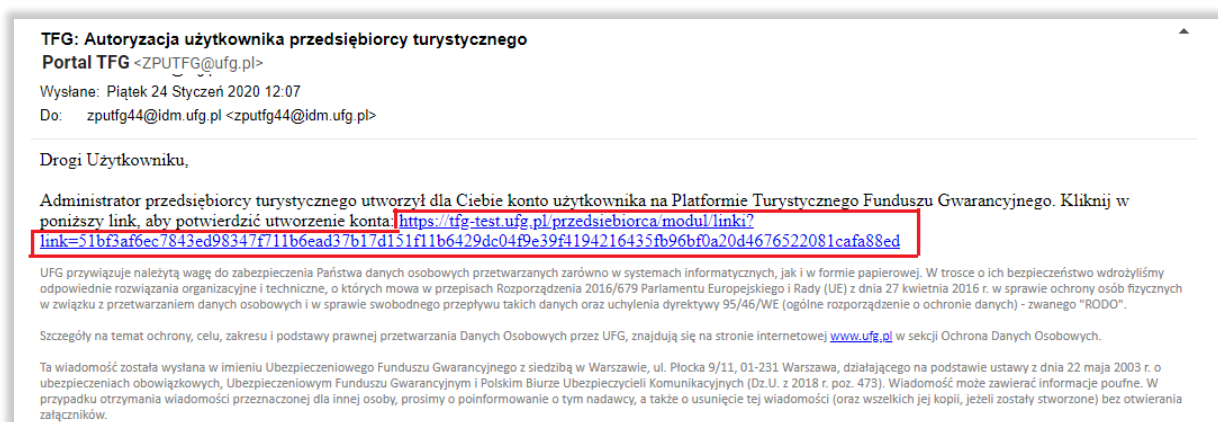 TFG: Autoryzacja użytkownika przedsiębiorcy turystycznego
Portal TFG <ZPUTFG@ufg.pl>
Wysłane: Piątek 24 Styczeń 2020 12:07
Do: zputfg44@idm.ufg.pl <zputfg44@idm.ufg.pl>
Drogi Użytkowniku,
Administrator przedsiębiorcy turystycznego utworzył dla Ciebie konto użytkownika na Platformie Turystycznego Funduszu Gwarancyjnego. Kliknij w
poniższy link, aby potwierdzić utworzenie konta: https://tfg-test.ufg.pl/przedsiebiorca/modul/linki?
link=51bf3af6ec7843ed98347f711b6ead37b17d151f11b6429dc04f9e39f4194216435fb96bf0a20d4676522081cafa88ed
UFG przywiązuje należytą wagę do zabezpieczenia Państwa danych osobowych przetwarzanych zarówno w systemach informatycznych, jak i w formie papierowej. W trosce o ich bezpieczeństwo wdrożyliśmy
odpowiednie rozwiązania organizacyjne i techniczne, o których mowa w przepisach Rozporządzenia 2016/679 Parlamentu Europejskiego i Rady (UE) z dnia 27 kwietnia 2016 r. w sprawie ochrony osób fizycznych
w związku z przetwarzaniem danych osobowych i w sprawie swobodnego przepływu takich danych oraz uchylenia dyrektywy 95/46/WE (ogólne rozporządzenie o ochronie danych) - zwanego "RODO".
Szczegóły na temat ochrony, celu, zakresu i podstawy prawnej przetwarzania Danych Osobowych przez UFG, znajdują się na stronie internetowej www.ufg.pl w sekcji Ochrona Danych Osobowych.
Ta wiadomość została wysłana w imieniu Ubezpieczeniowego Funduszu Gwarancyjnego z siedzibą w Warszawie, ul. Płocka 9/11, 01-231 Warszawa, działającego na podstawie ustawy z dnia 22 maja 2003 r. o
ubezpieczeniach obowiązkowych, Ubezpieczeniowym Funduszu Gwarancyjnym i Polskim Biurze Ubezpieczycieli Komunikacyjnych (Dz.U. z 2018 r. poz. 473). Wiadomość może zawierać informacje poufne. W
przypadku otrzymania wiadomości przeznaczonej dla innej osoby, prosimy o poinformowanie o tym nadawcy, a także o usunięcie tej wiadomości (oraz wszelkich jej kopii, jeżeli zostały stworzone) bez otwierania
załączników.